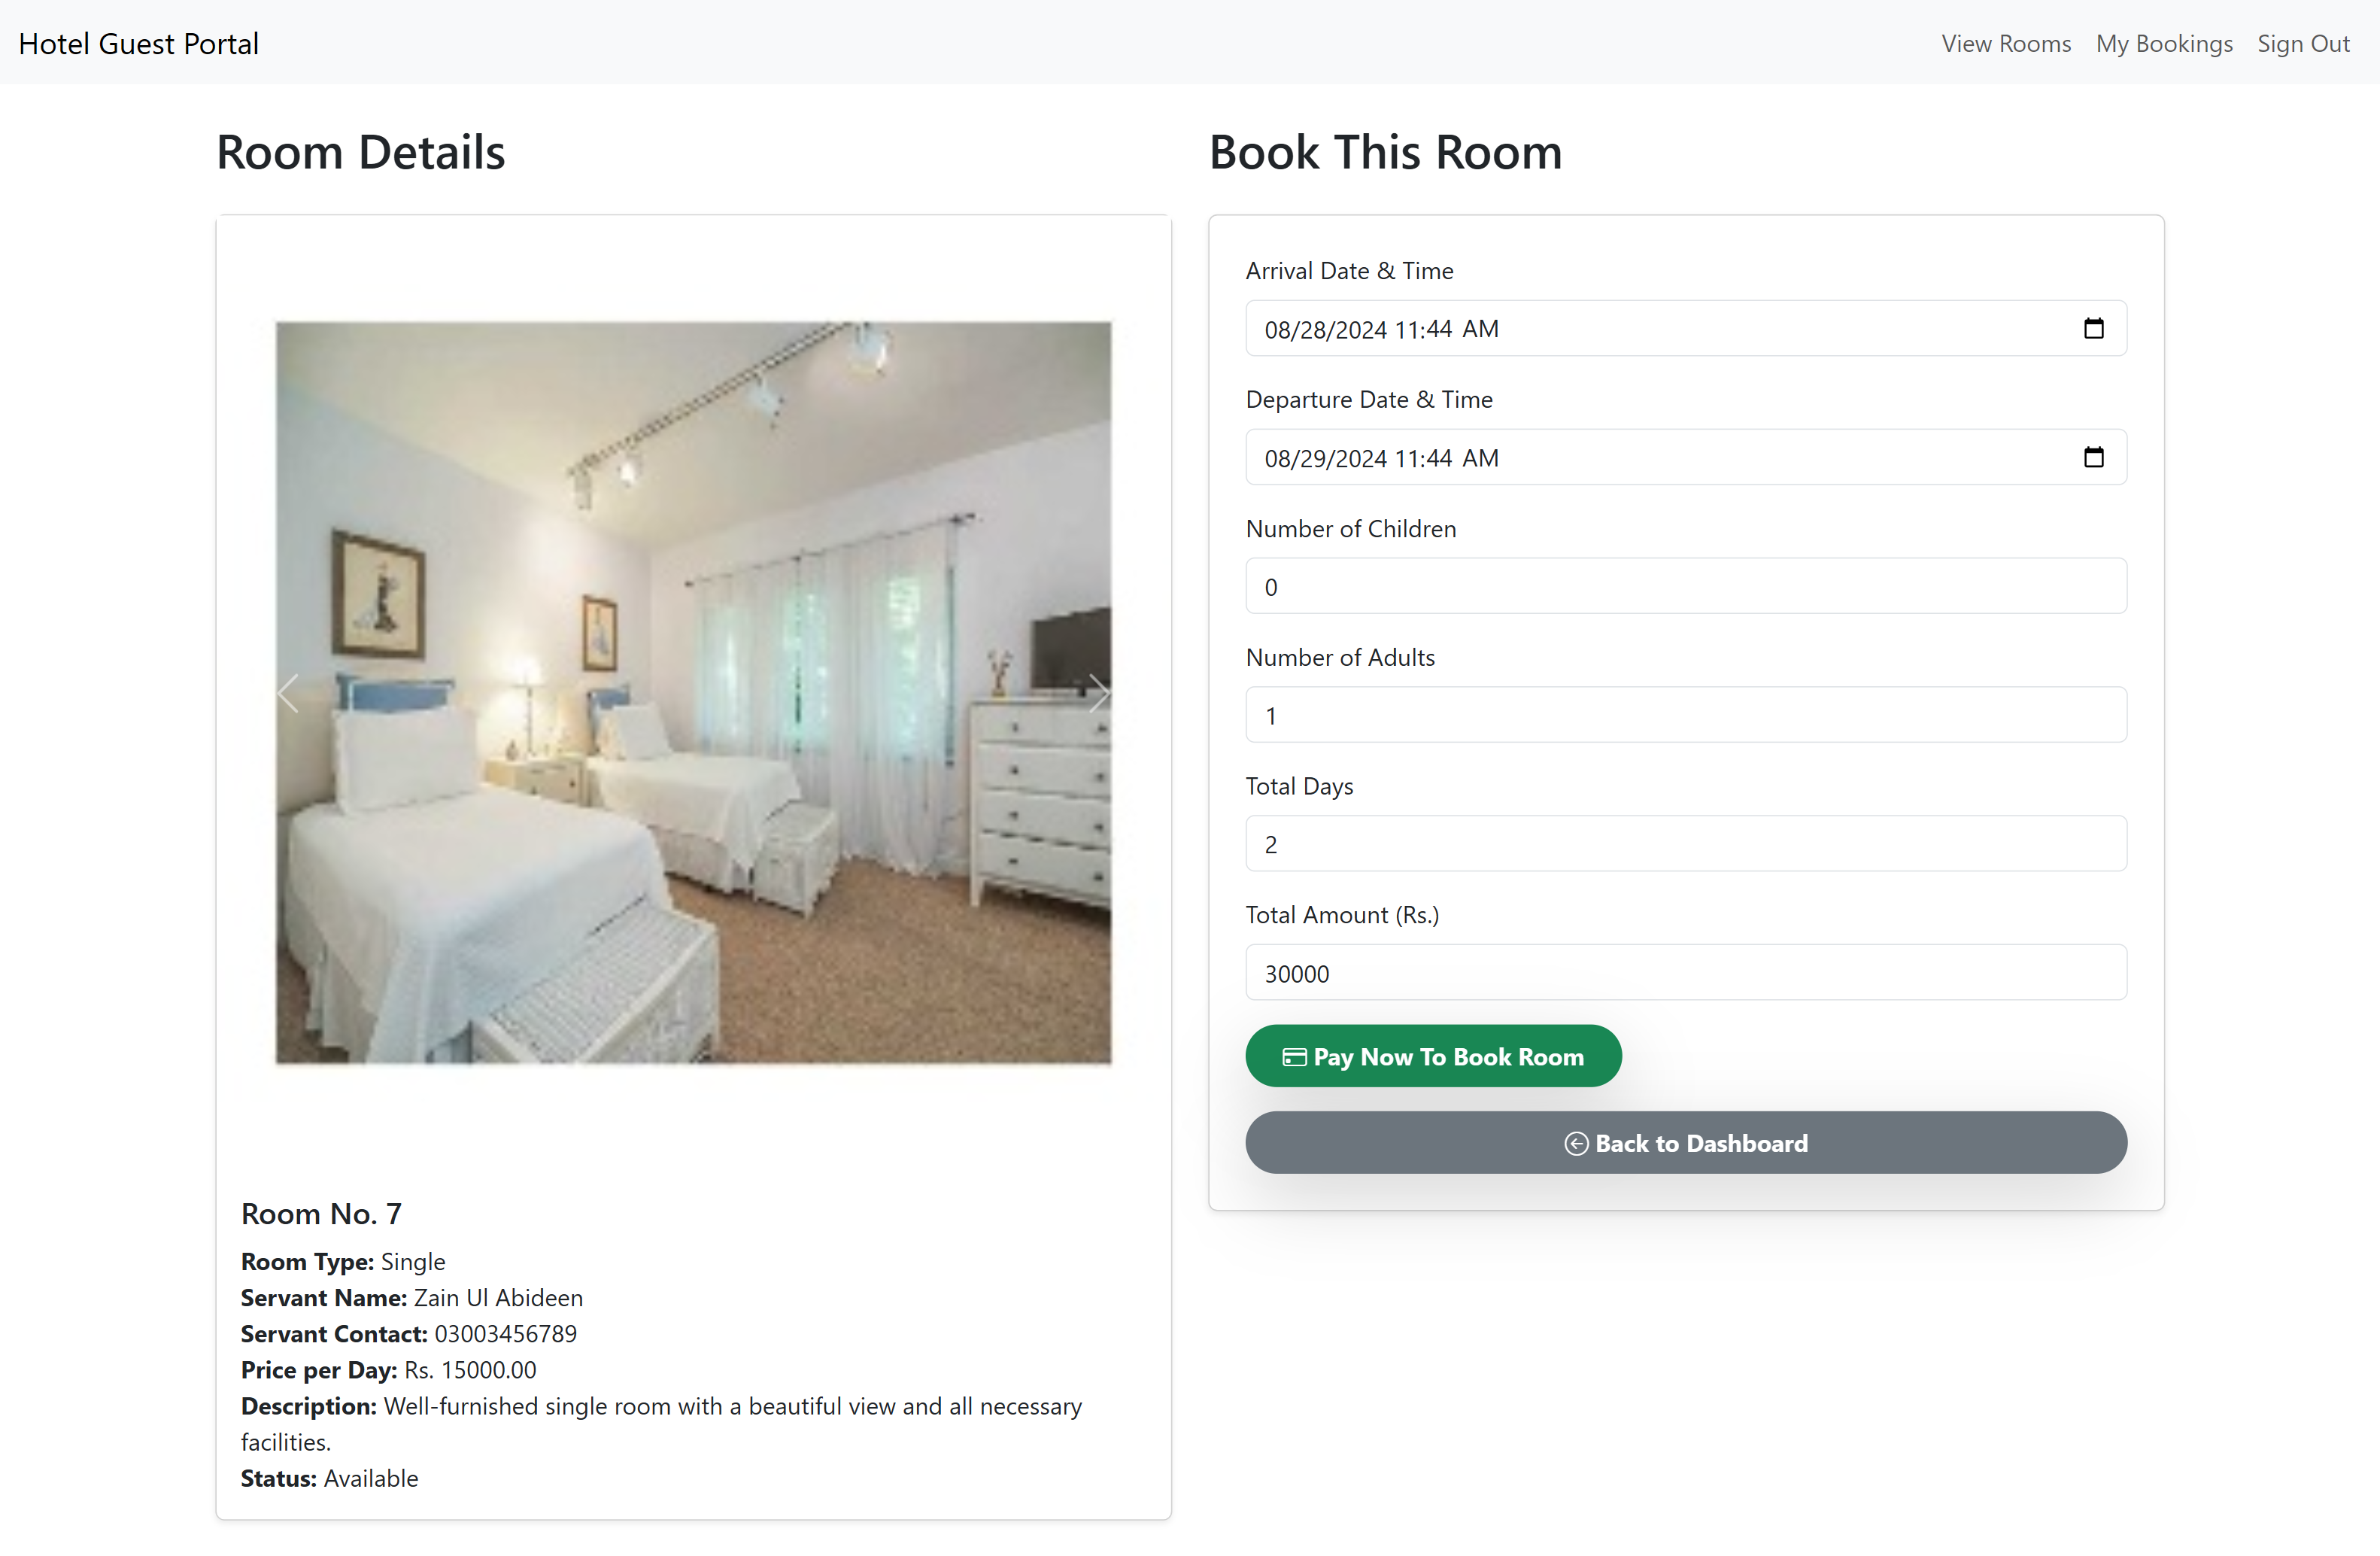 Hotel Guest Portal
View Rooms My Bookings Sign Out
Room Details
Room No. 7
Room Type: Single
Servant Name: Zain Ul Abideen
Servant Contact: 03003456789
Price per Day: Rs. 15000.00
Description: Well-furnished single room with a beautiful view and all necessary
facilities.
Status: Available
Book This Room
Arrival Date & Time
08/28/2024 11:44 AM
Departure Date & Time
08/29/2024 11:44 AM
Number of Children
0
Number of Adults
1
Total Days
2
Total Amount (Rs.)
30000
Pay Now To Book Room
Back to Dashboard